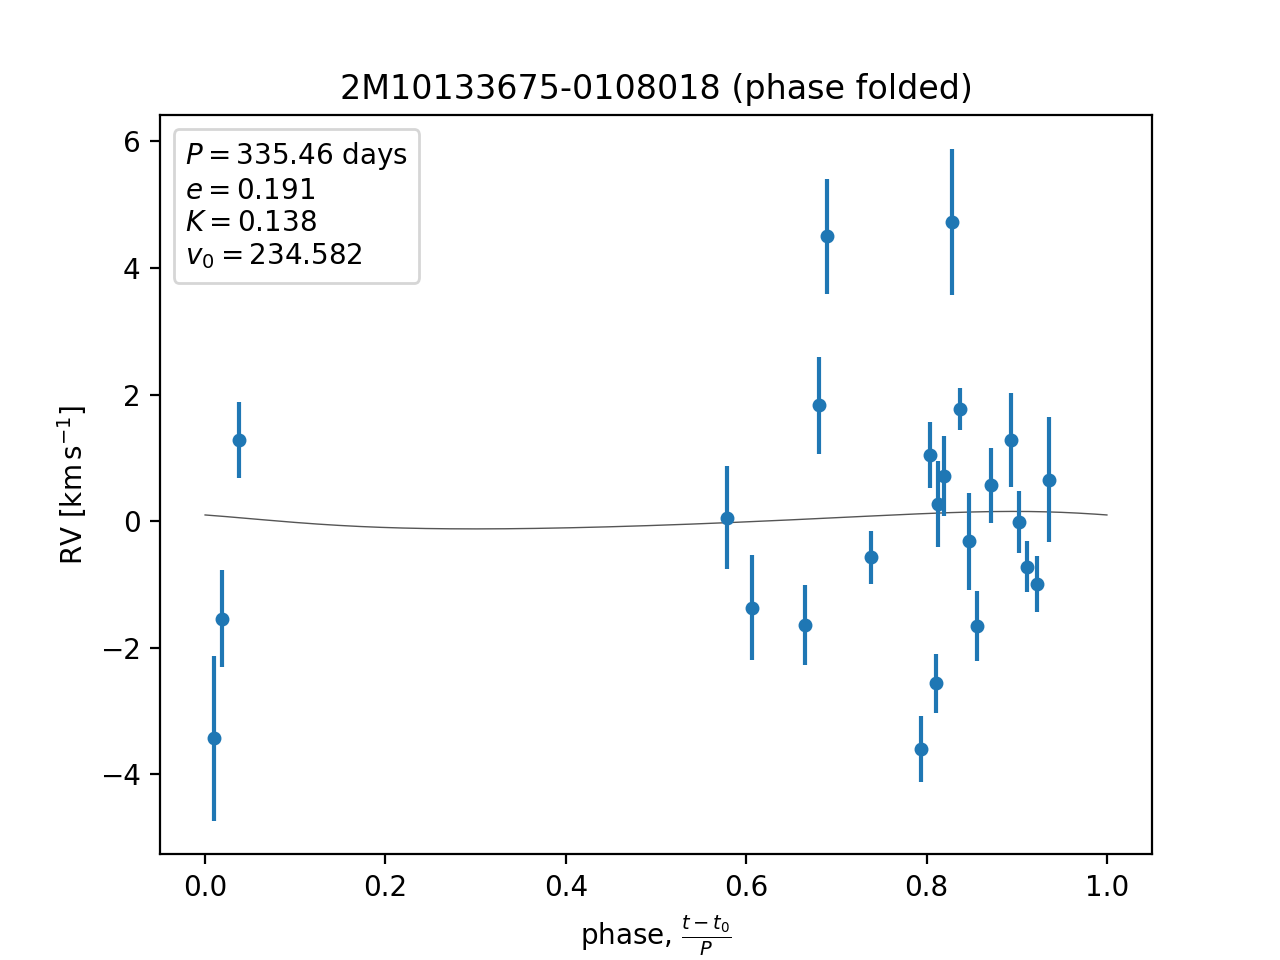 2M10133675-0108018 (phase folded)
P = 335.46 days
e = 0.191
K = 0.138
v₀ = 234.582
6
4
2
0
−2
−4
RV [km s⁻¹]
0.0 0.2 0.4 0.6 0.8 1.0
phase, (t − t₀)/P